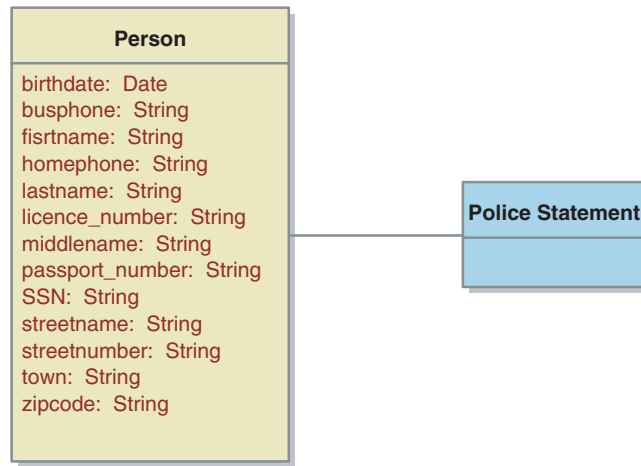 Person
birthdate: Date
busphone: String
fisrtname: String
homephone: String
lastname: String
licence_number: String
middlename: String
passport_number: String
SSN: String
streetname: String
streetnumber: String
town: String
zipcode: String
Police Statement